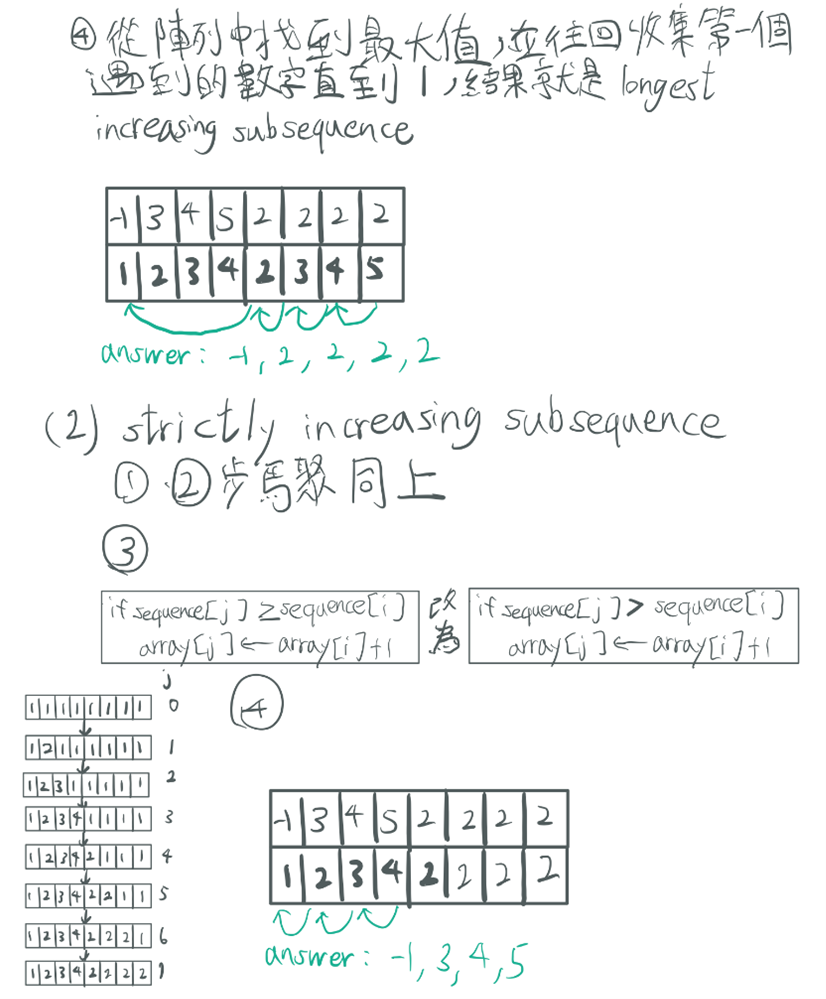 ④ 從陣列中找到最大值,並往回收集第一個
遇到的數字直到1,結果就是 longest
increasing subsequence
-1 3 4 5 2 2 2 2
1 2 3 4 2 3 4 5
answer: -1, 2, 2, 2, 2
(2) strictly increasing subsequence
① ② 步驟同上
③
if sequence[j] ≥ sequence[i]
array[j] ← array[i]+1
改為
if sequence[j] > sequence[i]
array[j] ← array[i]+1
j
1 1 1 1 1 1 1 1 0
1 2 1 1 1 1 1 1 1
1 2 3 1 1 1 1 1 2
1 2 3 4 1 1 1 1 3
1 2 3 4 2 1 1 1 4
1 2 3 4 2 2 1 1 5
1 2 3 4 2 2 2 1 6
1 2 3 4 2 2 2 2 7
④
-1 3 4 5 2 2 2 2
1 2 3 4 2 2 2 2
answer: -1, 3, 4, 5